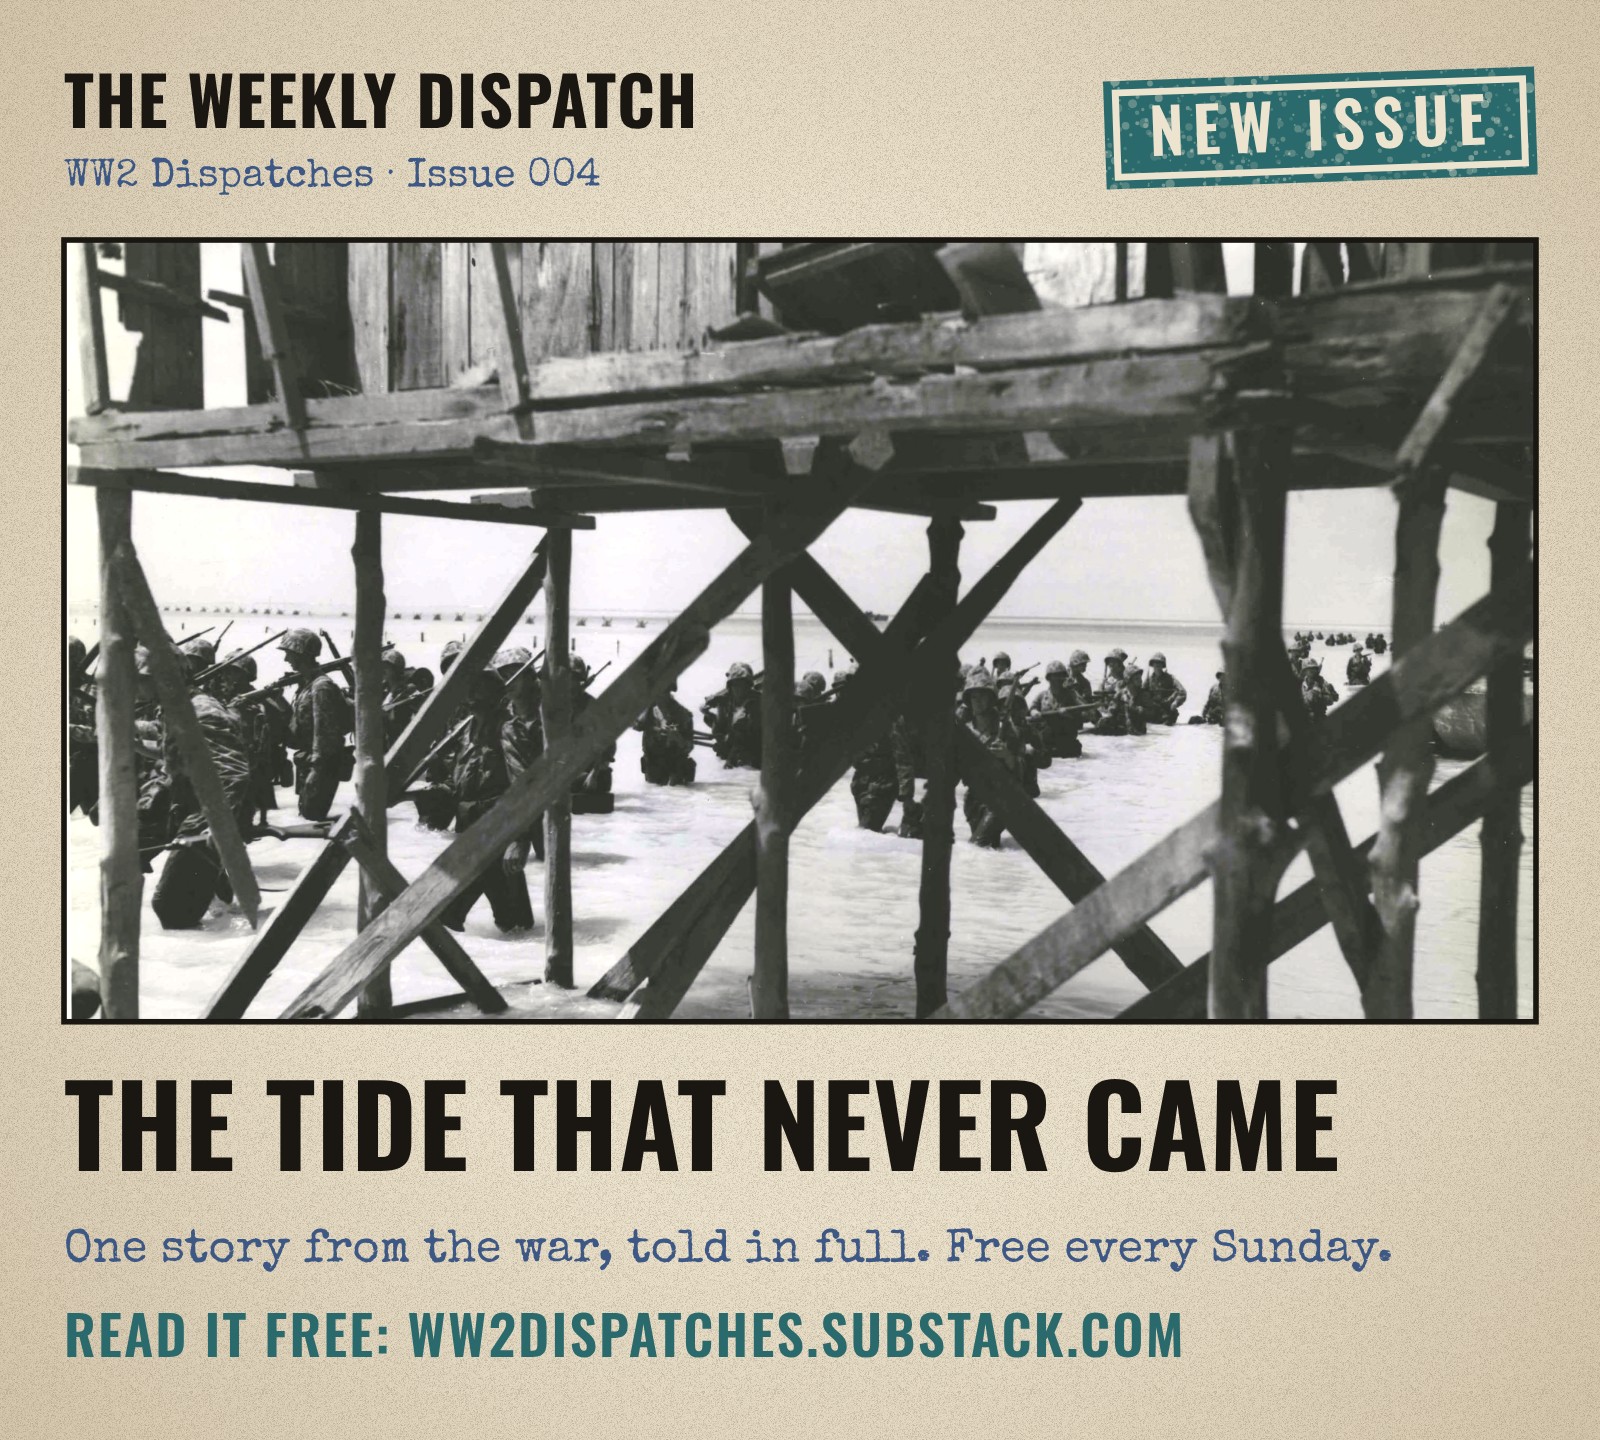 THE WEEKLY DISPATCH
WW2 Dispatches · Issue 004
NEW ISSUE
THE TIDE THAT NEVER CAME
One story from the war, told in full. Free every Sunday.
READ IT FREE: WW2DISPATCHES.SUBSTACK.COM